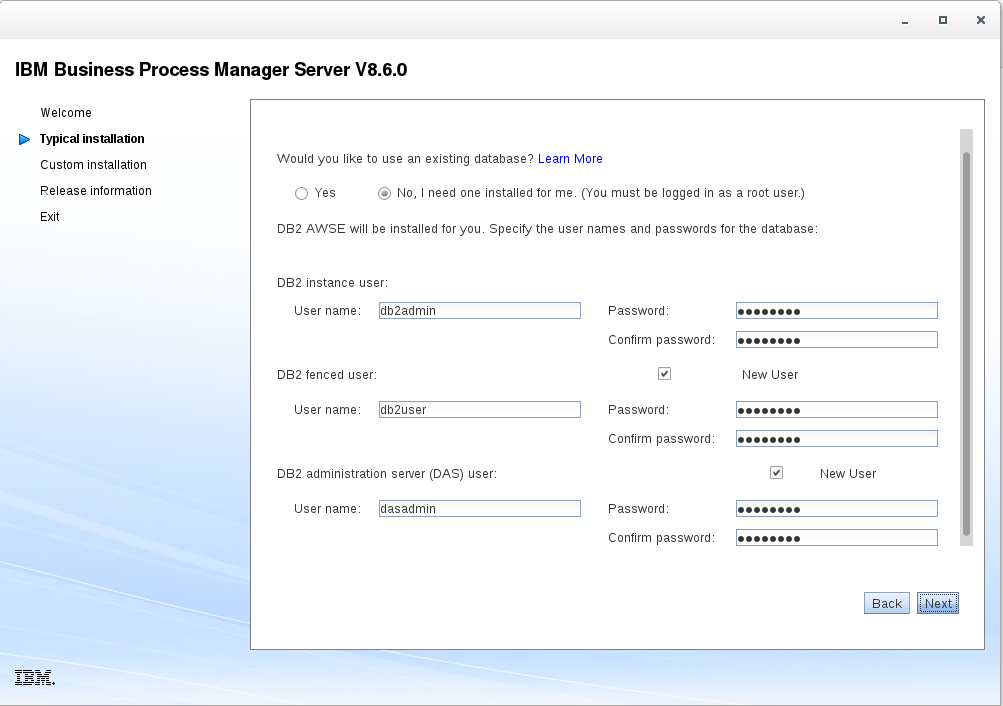 IBM Business Process Manager Server V8.6.0
Welcome
Typical installation
Custom installation
Release information
Exit
Would you like to use an existing database? Learn More
Yes No, I need one installed for me. (You must be logged in as a root user.)
DB2 AWSE will be installed for you. Specify the user names and passwords for the database:
DB2 instance user:
User name: db2admin Password: ●●●●●●●●
Confirm password: ●●●●●●●●
DB2 fenced user: New User
User name: db2user Password: ●●●●●●●●
Confirm password: ●●●●●●●●
DB2 administration server (DAS) user: New User
User name: dasadmin Password: ●●●●●●●●
Confirm password: ●●●●●●●●
Back Next
IBM.